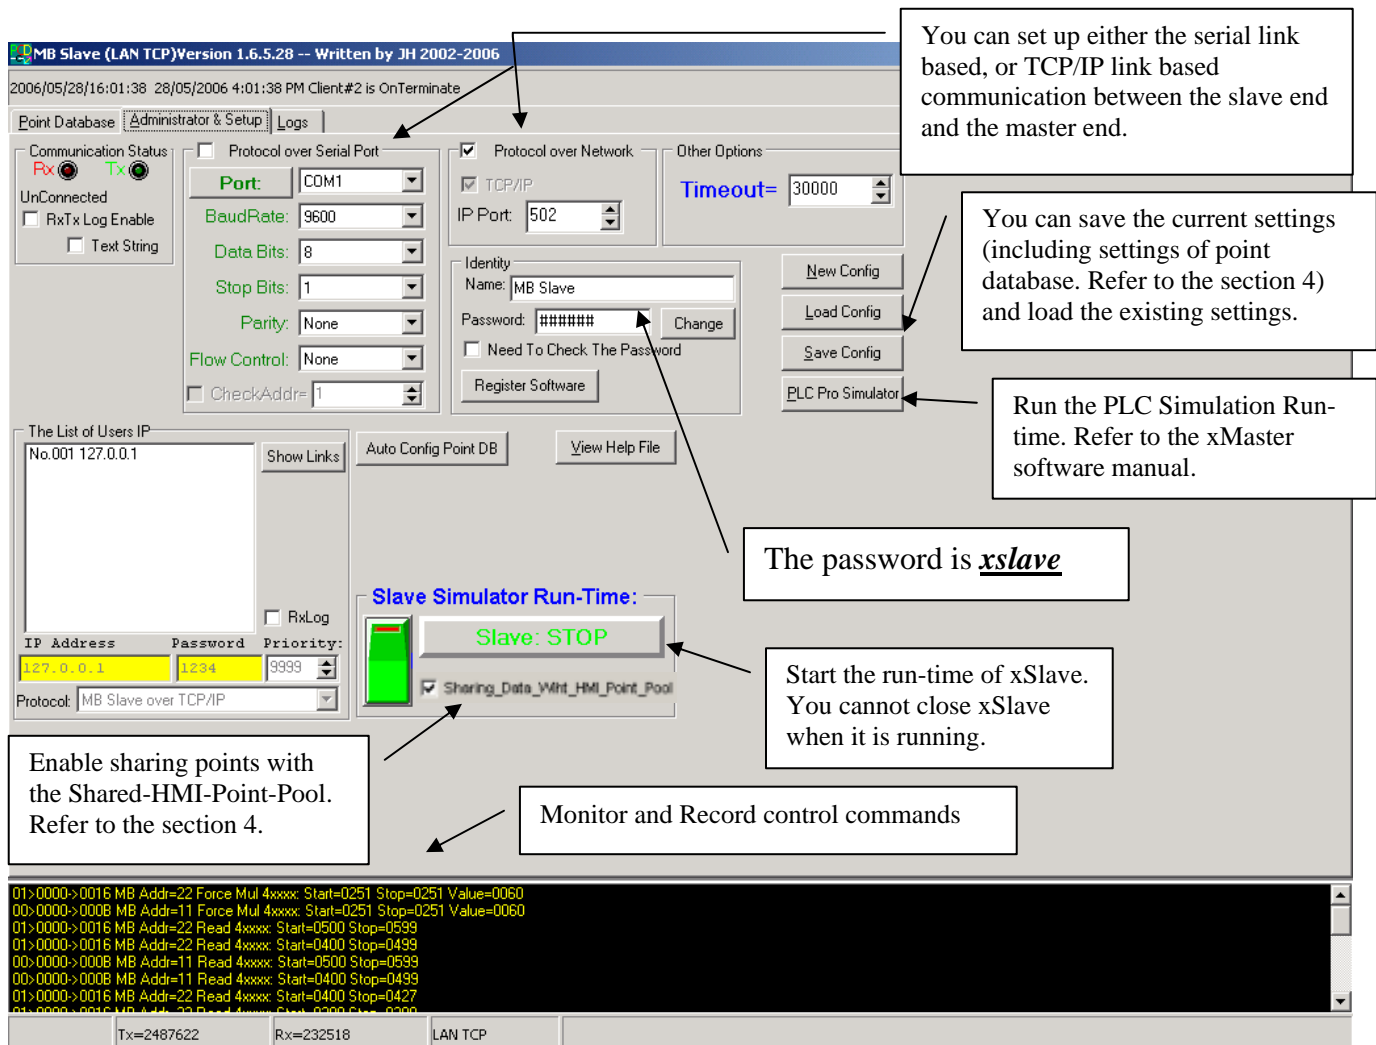 MB Slave (LAN TCP)Version 1.6.5.28 -- Written by JH 2002-2006
You can set up either the serial link
based, or TCP/IP link based
communication between the slave end
and the master end.
2006/05/28/16:01:38  28/05/2006 4:01:38 PM Client#2 is OnTerminate
Point Database
Administrator & Setup
Logs
Communication Status
Rx
Tx
UnConnected
RxTx Log Enable
Text String
Protocol over Serial Port
Port:
COM1
BaudRate:
9600
Data Bits:
8
Stop Bits:
1
Parity:
None
Flow Control:
None
CheckAddr=
1
Protocol over Network
TCP/IP
IP Port:
502
Other Options
Timeout=
30000
Identity
Name:
MB Slave
Password:
######
Change
Need To Check The Password
Register Software
New Config
Load Config
Save Config
PLC Pro Simulator
You can save the current settings
(including settings of point
database. Refer to the section 4)
and load the existing settings.
Run the PLC Simulation Run-
time. Refer to the xMaster
software manual.
The List of Users IP
No.001 127.0.0.1
Show Links
Auto Config Point DB
View Help File
The password is xslave
RxLog
IP Address
Password
Priority:
127.0.0.1
1234
9999
Protocol:
MB Slave over TCP/IP
Slave Simulator Run-Time:
Slave: STOP
Sharing_Data_Wiht_HMI_Point_Pool
Start the run-time of xSlave.
You cannot close xSlave
when it is running.
Enable sharing points with
the Shared-HMI-Point-Pool.
Refer to the section 4.
Monitor and Record control commands
01>0000->0016 MB Addr=22 Force Mul 4xxxx: Start=0251 Stop=0251 Value=0060
00>0000->000B MB Addr=11 Force Mul 4xxxx: Start=0251 Stop=0251 Value=0060
01>0000->0016 MB Addr=22 Read 4xxxx: Start=0500 Stop=0599
01>0000->0016 MB Addr=22 Read 4xxxx: Start=0400 Stop=0499
00>0000->000B MB Addr=11 Read 4xxxx: Start=0500 Stop=0599
00>0000->000B MB Addr=11 Read 4xxxx: Start=0400 Stop=0499
01>0000->0016 MB Addr=22 Read 4xxxx: Start=0400 Stop=0427
Tx=2487622
Rx=232518
LAN TCP